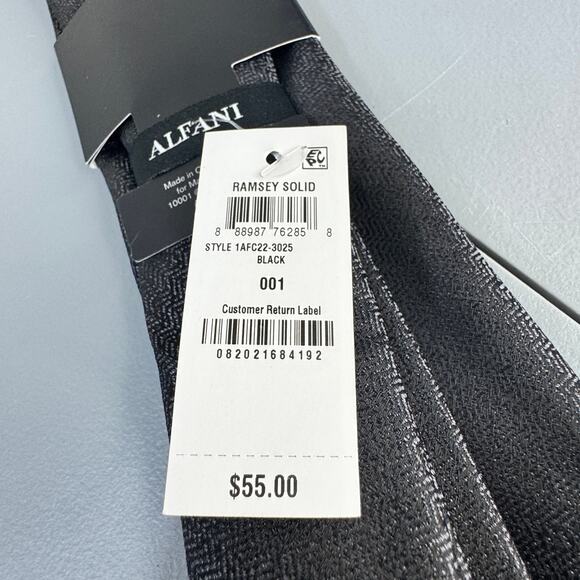 ALFANI
Made in
for
10001
RAMSEY SOLID
8 88987 76285 8
STYLE 1AFC22-3025
BLACK
001
Customer Return Label
082021684192
$55.00